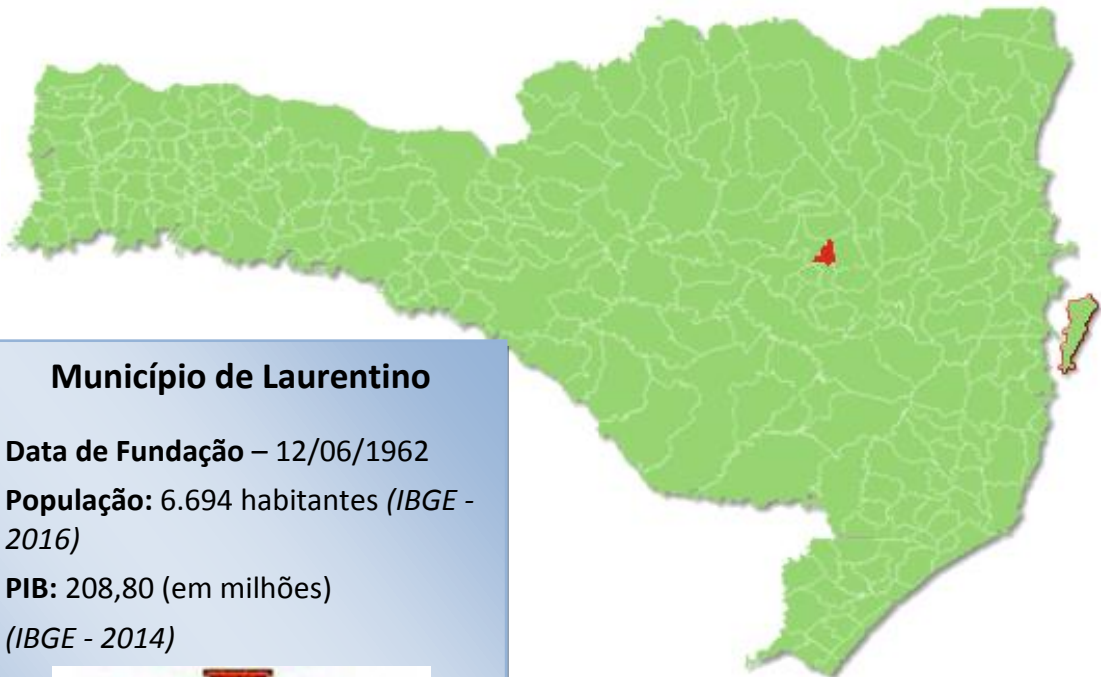 Município de Laurentino
Data de Fundação – 12/06/1962
População: 6.694 habitantes (IBGE -
2016)
PIB: 208,80 (em milhões)
(IBGE - 2014)